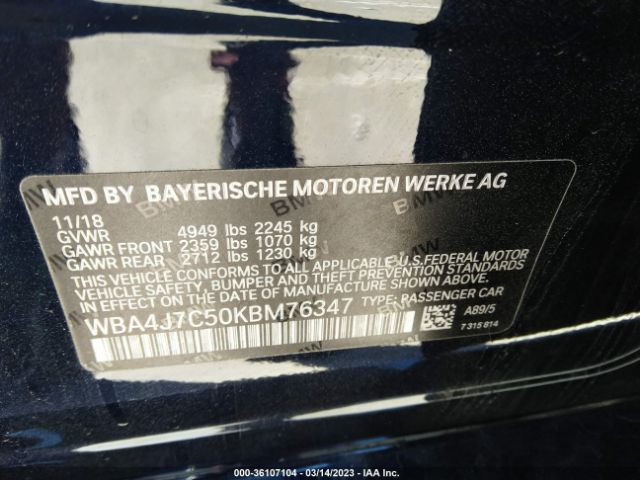 MFD BY BAYERISCHE MOTOREN WERKE AG
11/18
GVWR 4949 lbs 2245 kg
GAWR FRONT 2359 lbs 1070 kg
GAWR REAR 2712 lbs 1230 kg
THIS VEHICLE CONFORMS TO ALL APPLICABLE U.S. FEDERAL MOTOR
VEHICLE SAFETY, BUMPER, AND THEFT PREVENTION STANDARDS
IN EFFECT ON THE DATE OF MANUFACTURE SHOWN ABOVE.
WBA4J7C50KBM76347 TYPE: PASSENGER CAR
A89/5
7 315 814
000-36107104 - 03/14/2023 - IAA Inc.